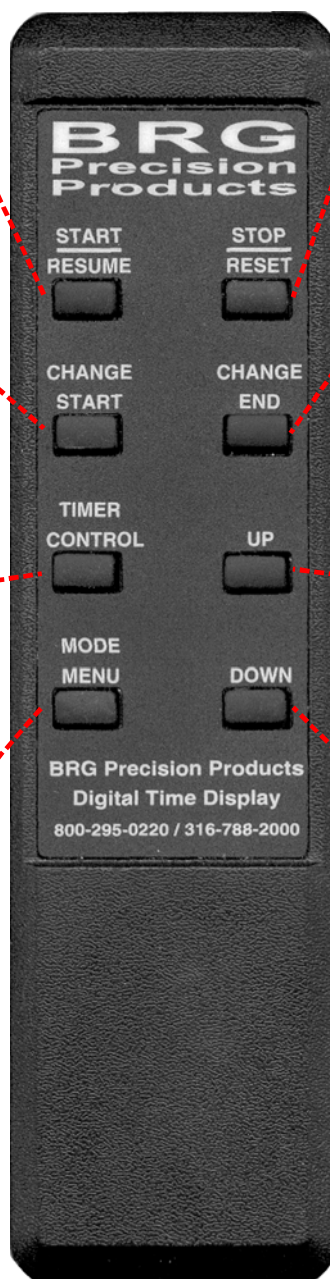 BRG
Precision
Products
START STOP
RESUME RESET
CHANGE CHANGE
START END
TIMER
CONTROL UP
MODE
MENU DOWN
BRG Precision Products
Digital Time Display
800-295-0220 / 316-788-2000